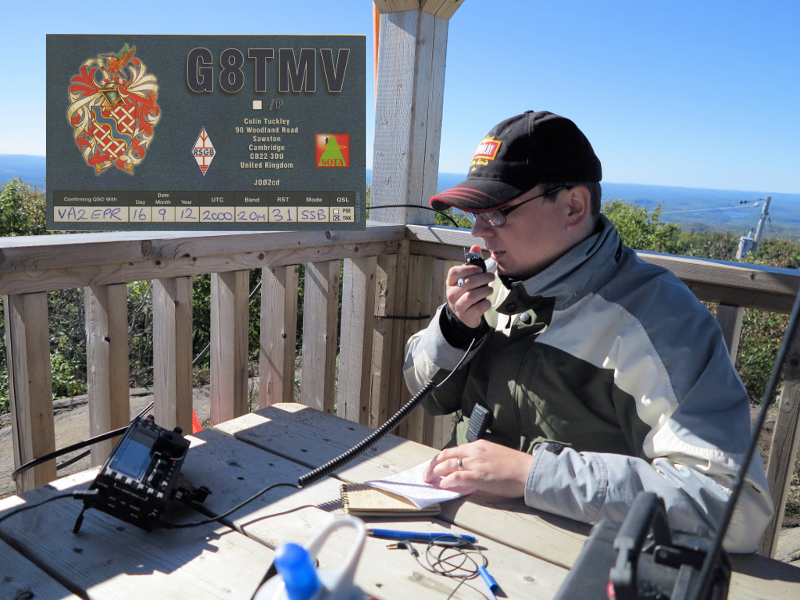 G8TMV
/P
Colin Tuckley
98 Woodland Road
Sawston
Cambridge
CB22 3DU
United Kingdom
RSGB
SOTA
JO02cd
Confirming QSO With Date Day Month Year UTC Band RST Mode QSL
VA2EPR 16 9 12 2000 20M 31 SSB PSE
TNX